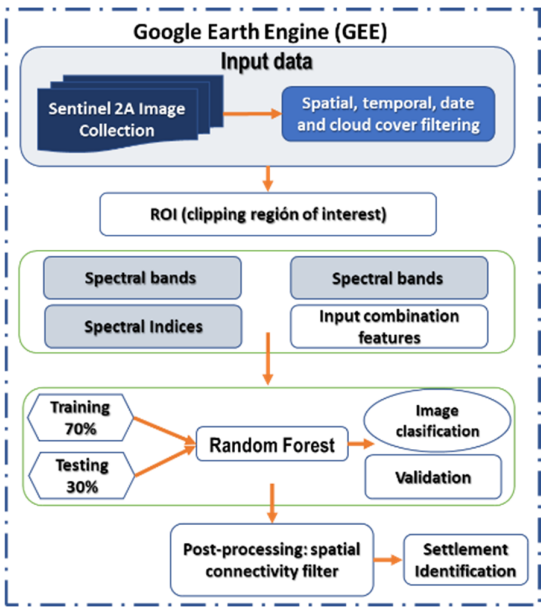 Google Earth Engine (GEE)
Input data
Sentinel 2A Image
Collection
Spatial, temporal, date
and cloud cover filtering
ROI (clipping región of interest)
Spectral bands
Spectral bands
Spectral Indices
Input combination
features
Training
70%
Testing
30%
Random Forest
Image
clasification
Validation
Post-processing: spatial
connectivity filter
Settlement
Identification